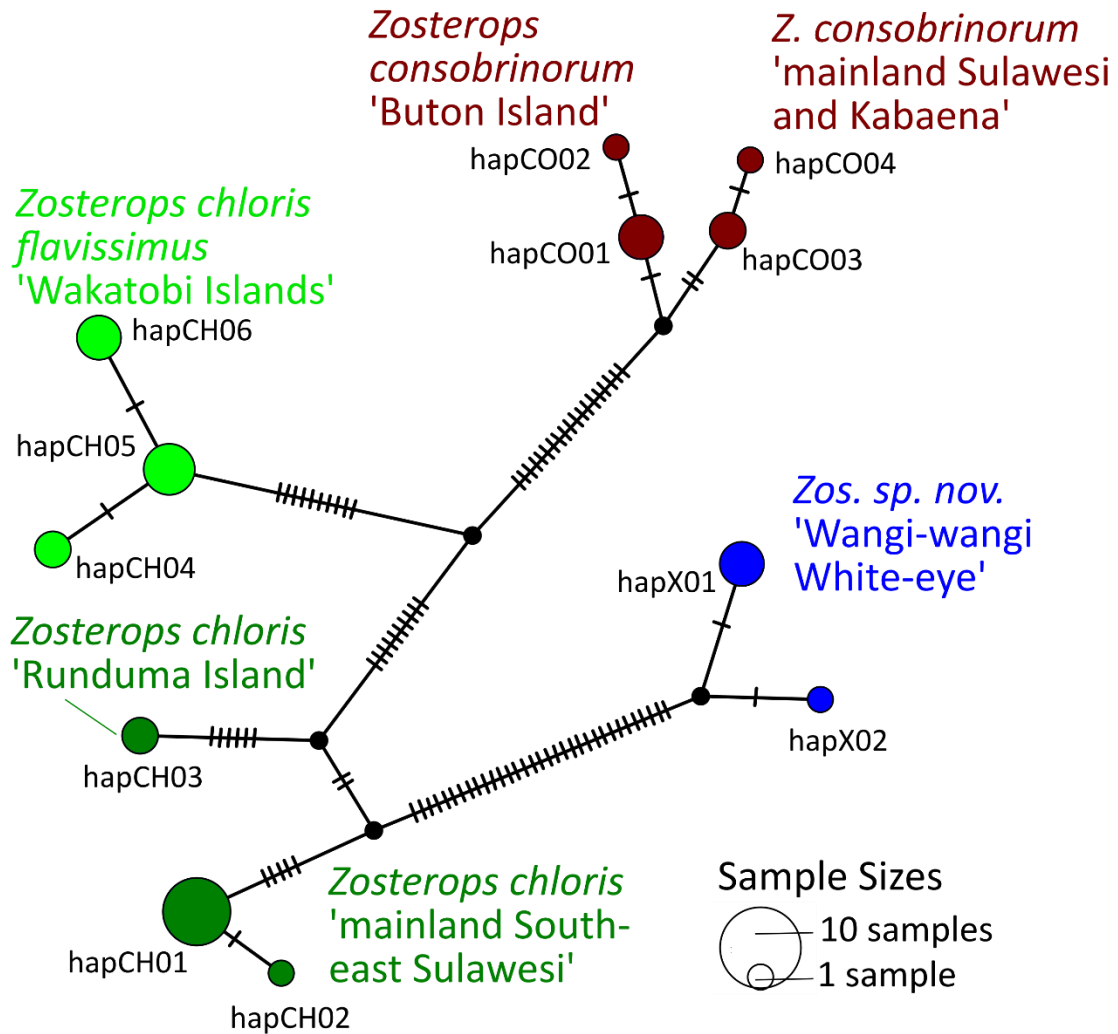 Zosterops
consobrinorum
'Buton Island'
Z. consobrinorum
'mainland Sulawesi
and Kabaena'
hapCO02
hapCO04
hapCO01
hapCO03
Zosterops chloris
flavissimus
'Wakatobi Islands'
hapCH06
hapCH05
hapCH04
Zos. sp. nov.
'Wangi-wangi
White-eye'
hapX01
hapX02
Zosterops chloris
'Runduma Island'
hapCH03
Zosterops chloris
'mainland South-
east Sulawesi'
hapCH01
hapCH02
Sample Sizes
10 samples
1 sample